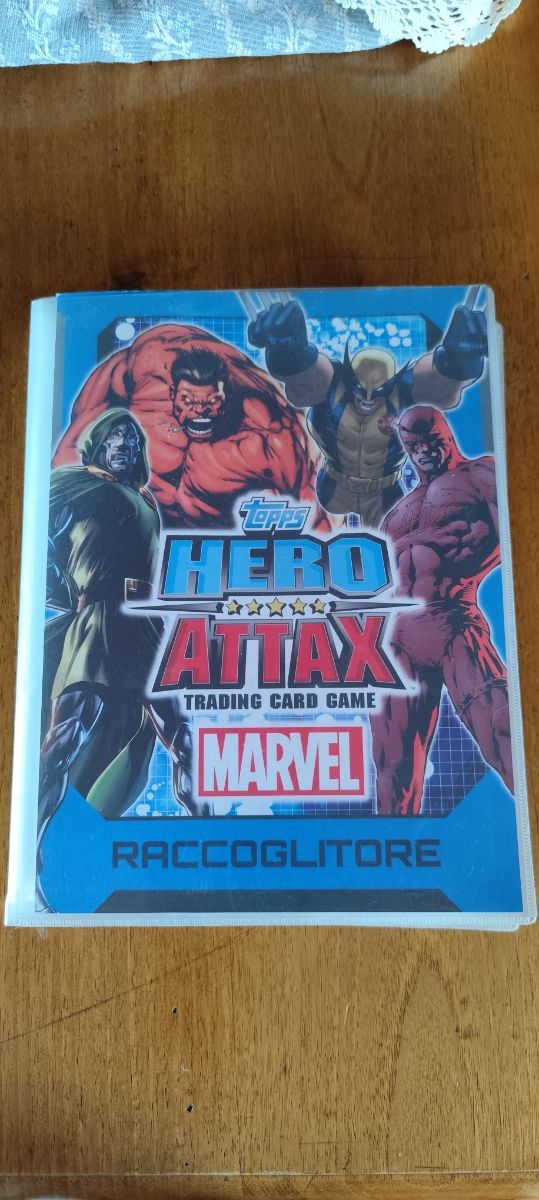 topps
HERO
ATTAX
TRADING CARD GAME
MARVEL
RACCOGLITORE